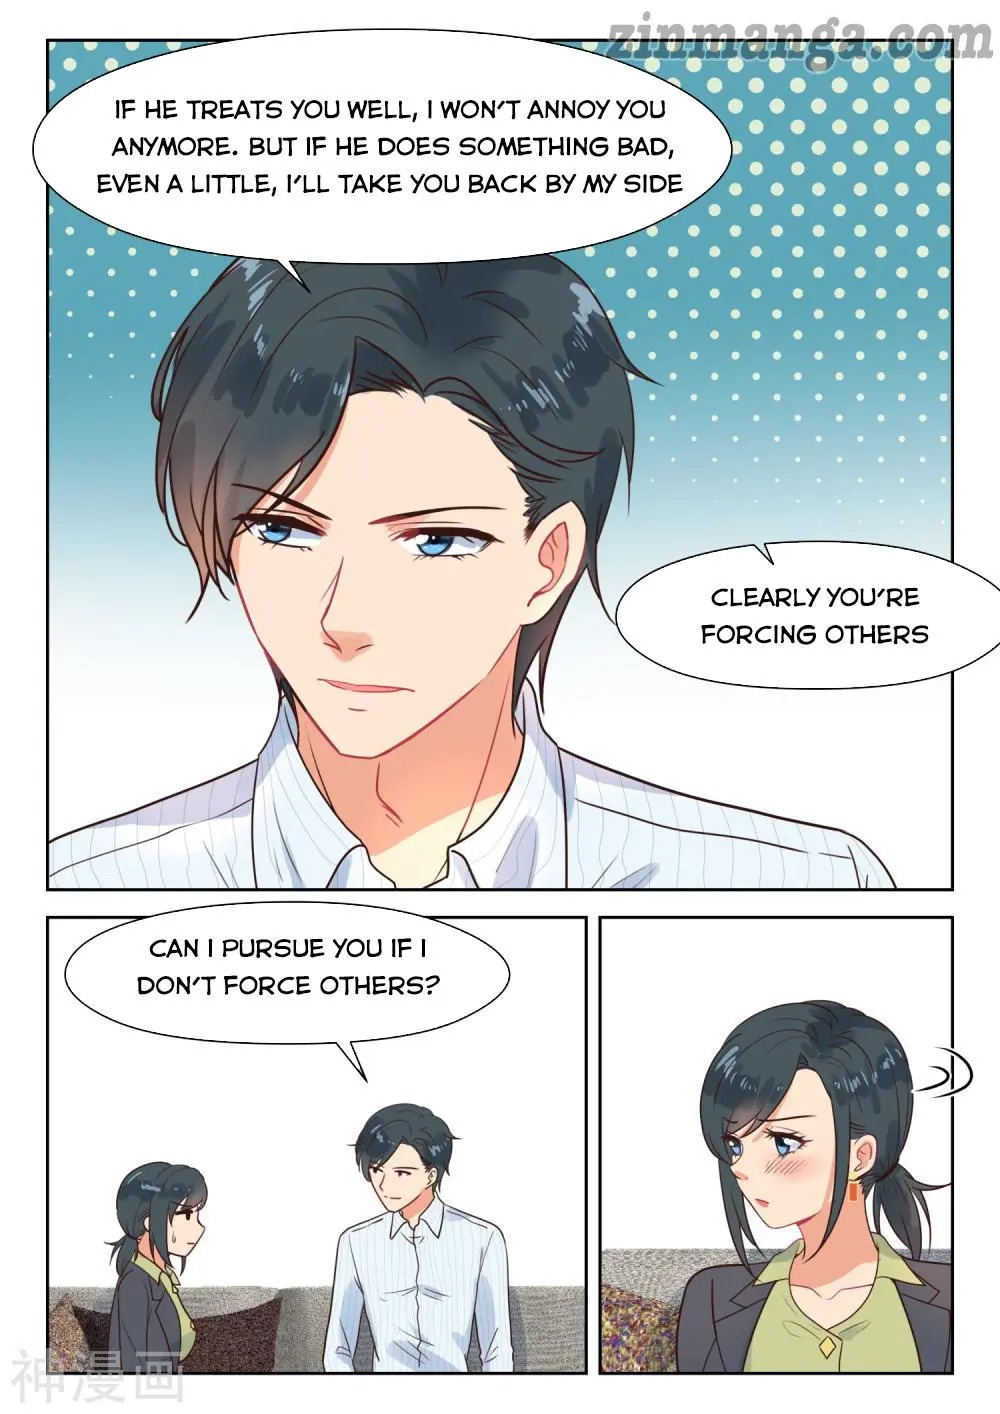 zinmanga.com
IF HE TREATS YOU WELL, I WON'T ANNOY YOU
ANYMORE. BUT IF HE DOES SOMETHING BAD,
EVEN A LITTLE, I'LL TAKE YOU BACK BY MY SIDE
CLEARLY YOU'RE
FORCING OTHERS
CAN I PURSUE YOU IF I
DON'T FORCE OTHERS?
神漫画